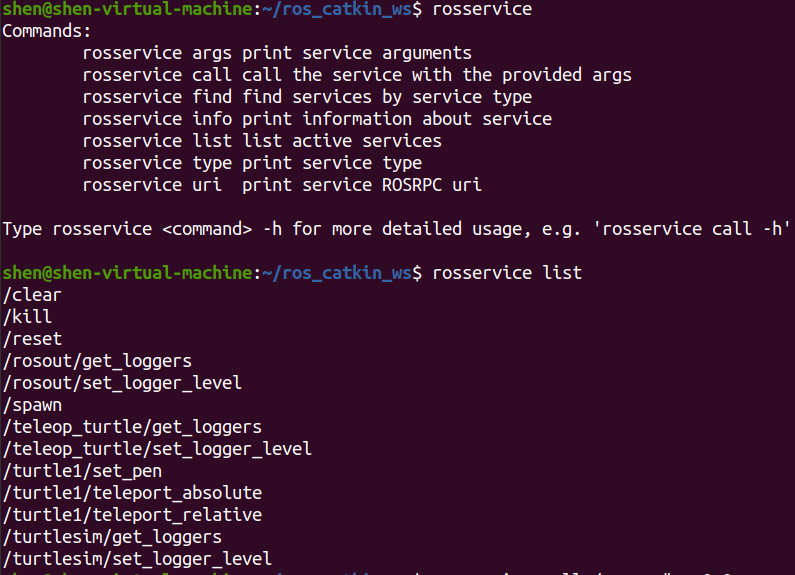 shen@shen-virtual-machine:~/ros_catkin_ws$ rosservice
Commands:
        rosservice args print service arguments
        rosservice call call the service with the provided args
        rosservice find find services by service type
        rosservice info print information about service
        rosservice list list active services
        rosservice type print service type
        rosservice uri  print service ROSRPC uri

Type rosservice <command> -h for more detailed usage, e.g. 'rosservice call -h'

shen@shen-virtual-machine:~/ros_catkin_ws$ rosservice list
/clear
/kill
/reset
/rosout/get_loggers
/rosout/set_logger_level
/spawn
/teleop_turtle/get_loggers
/teleop_turtle/set_logger_level
/turtle1/set_pen
/turtle1/teleport_absolute
/turtle1/teleport_relative
/turtlesim/get_loggers
/turtlesim/set_logger_level